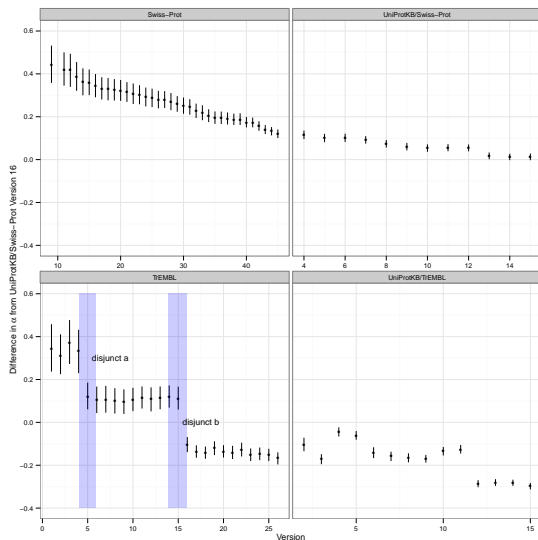 Swiss−Prot
UniProtKB/Swiss−Prot
0.6
0.4
0.2
0.0
−0.2
−0.4
10 20 30 40
4 6 8 10 12 14
TrEMBL
UniProtKB/TrEMBL
0.6
0.4
0.2
0.0
−0.2
−0.4
disjunct a
disjunct b
0 5 10 15 20 25
5 10 15
Version
Difference in α from UniProtKB/Swiss−Prot Version 16